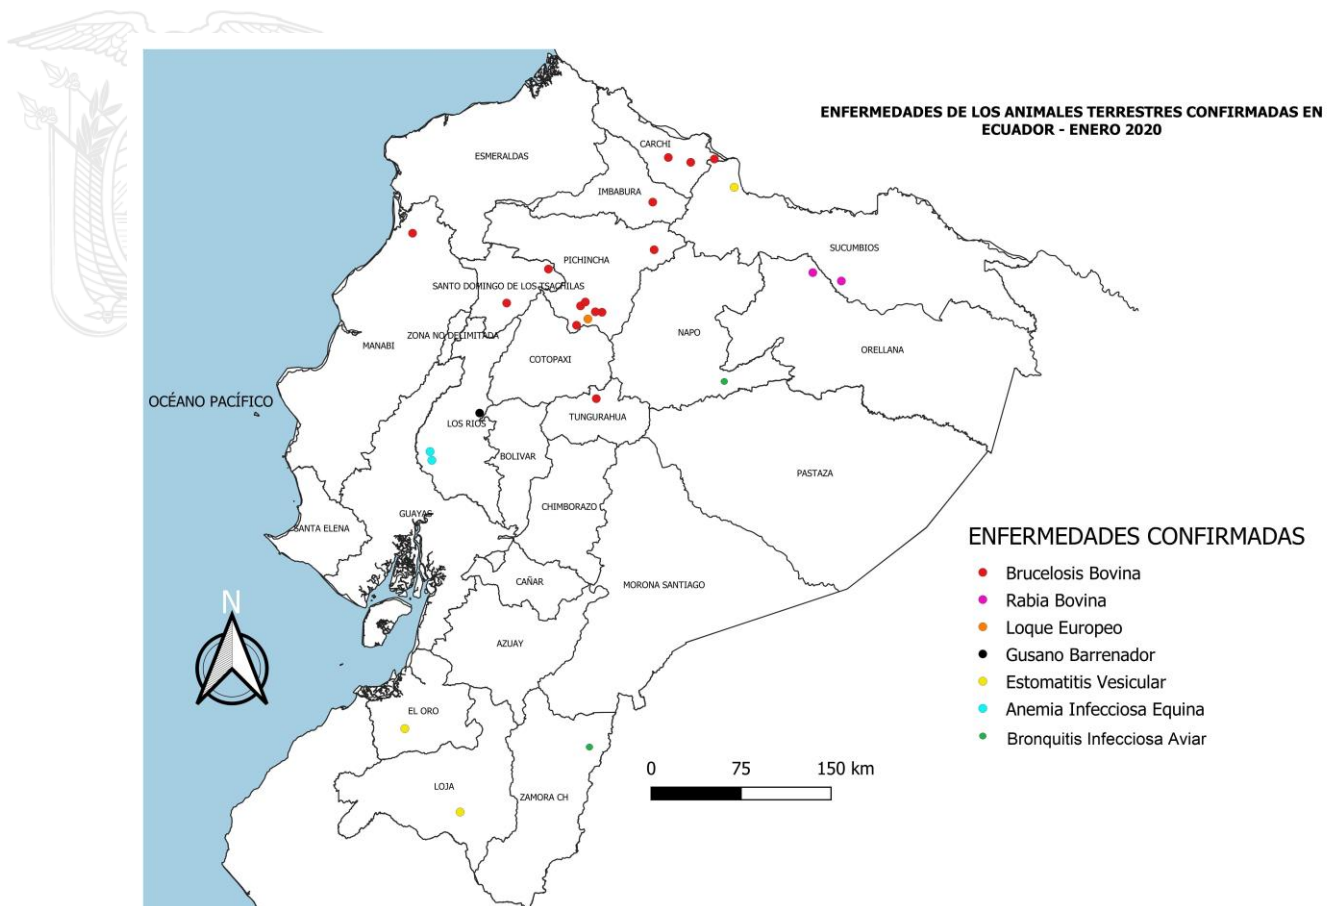 ENFERMEDADES DE LOS ANIMALES TERRESTRES CONFIRMADAS EN
ECUADOR - ENERO 2020
CARCHI
ESMERALDAS
IMBABURA
SUCUMBIOS
PICHINCHA
SANTO DOMINGO DE LOS TSACHILAS
ZONA NO DELIMITADA
NAPO
MANABI
ORELLANA
COTOPAXI
OCÉANO PACÍFICO
TUNGURAHUA
LOS RIOS
BOLIVAR
PASTAZA
CHIMBORAZO
GUAYAS
SANTA ELENA
CAÑAR
MORONA SANTIAGO
AZUAY
EL ORO
LOJA
ZAMORA CH
N
0 75 150 km
ENFERMEDADES CONFIRMADAS
Brucelosis Bovina
Rabia Bovina
Loque Europeo
Gusano Barrenador
Estomatitis Vesicular
Anemia Infecciosa Equina
Bronquitis Infecciosa Aviar